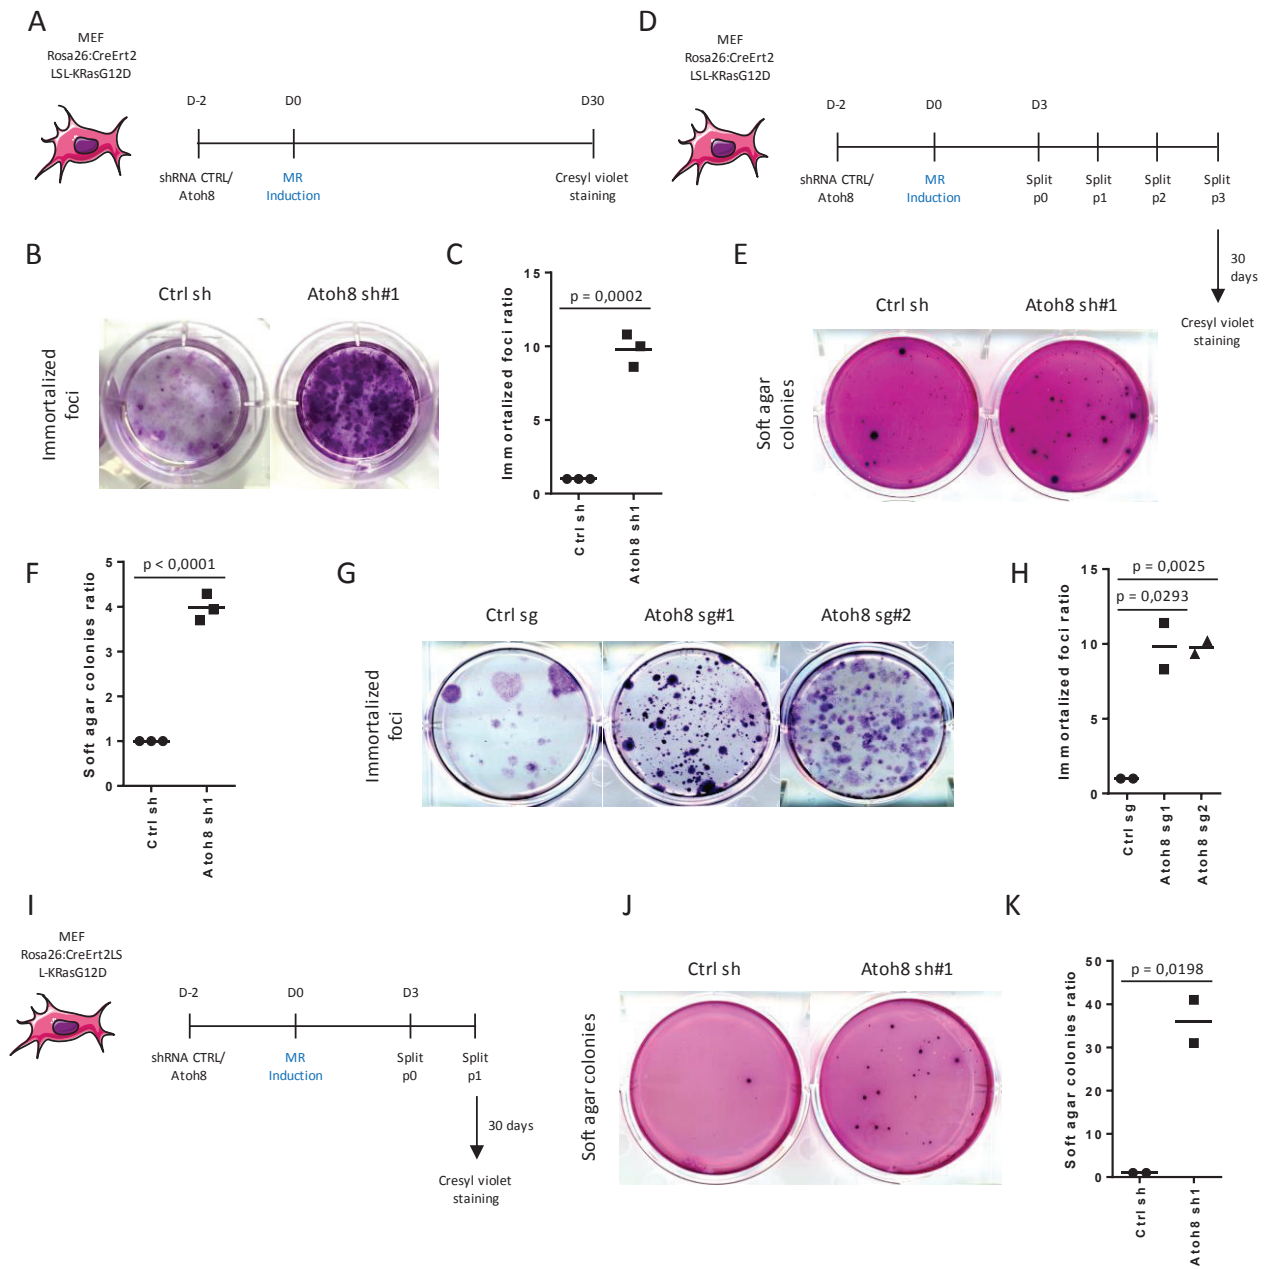 A
MEF
Rosa26:CreErt2
LSL-KRasG12D
D-2
D0
D30
shRNA CTRL/
Atoh8
MR
Induction
Cresyl violet
staining
D
MEF
Rosa26:CreErt2
LSL-KRasG12D
D-2
D0
D3
shRNA CTRL/
Atoh8
MR
Induction
Split
p0
Split
p1
Split
p2
Split
p3
30
days
Cresyl violet
staining
B
Ctrl sh
Atoh8 sh#1
Immortalized
foci
C
Immortalized foci ratio
15
10
5
0
p = 0,0002
Ctrl sh
Atoh8 sh1
E
Ctrl sh
Atoh8 sh#1
Soft agar
colonies
F
Soft agar colonies ratio
5
4
3
2
1
0
p < 0,0001
Ctrl sh
Atoh8 sh1
G
Ctrl sg
Atoh8 sg#1
Atoh8 sg#2
Immortalized
foci
H
Immortalized foci ratio
15
10
5
0
p = 0,0025
p = 0,0293
Ctrl sg
Atoh8 sg1
Atoh8 sg2
I
MEF
Rosa26:CreErt2LS
L-KRasG12D
D-2
D0
D3
shRNA CTRL/
Atoh8
MR
Induction
Split
p0
Split
p1
30 days
Cresyl violet
staining
J
Ctrl sh
Atoh8 sh#1
Soft agar colonies
K
Soft agar colonies ratio
50
40
30
20
10
0
p = 0,0198
Ctrl sh
Atoh8 sh1